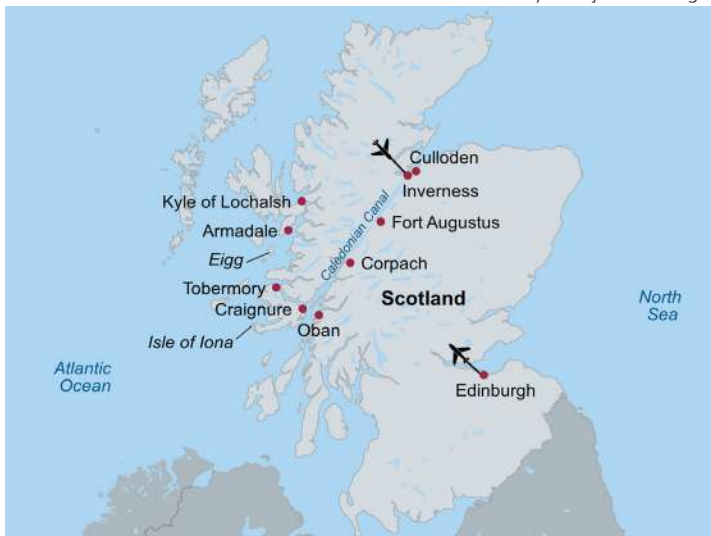 Culloden
Inverness
Kyle of Lochalsh
Fort Augustus
Armadale
Caledonian Canal
Eigg
Corpach
Tobermory
Scotland
North
Sea
Craignure
Isle of Iona
Oban
Atlantic
Ocean
Edinburgh